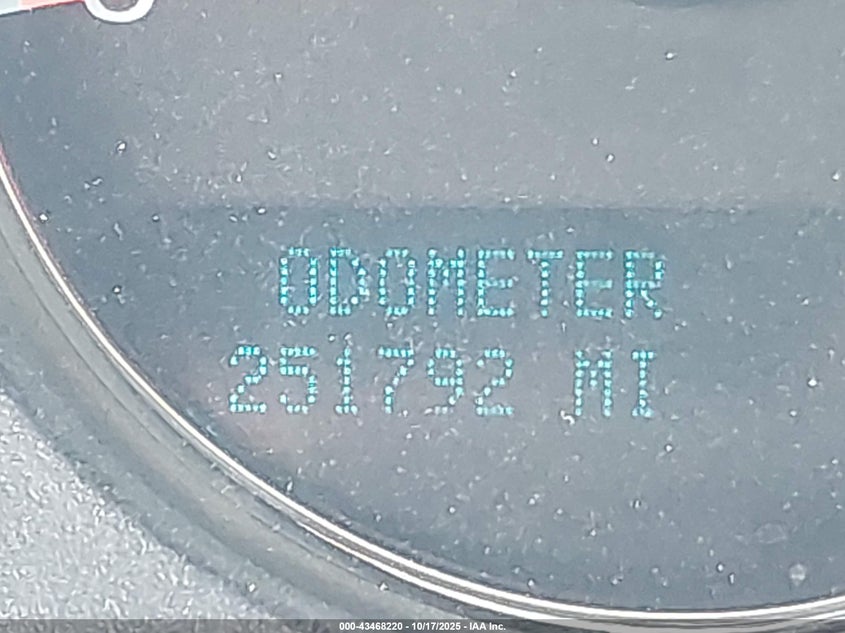 ODOMETER
251792 MI
000-43468220 - 10/17/2025 - IAA Inc.